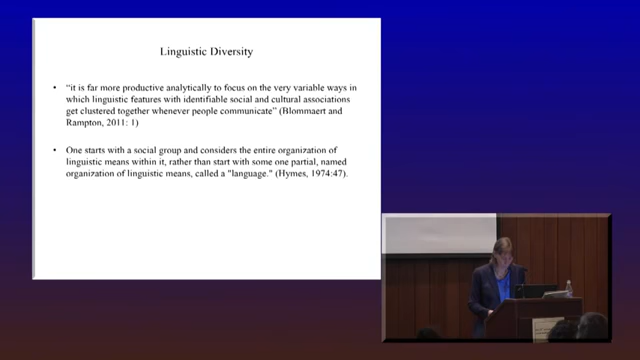 Linguistic Diversity
• “it is far more productive analytically to focus on the very variable ways in
which linguistic features with identifiable social and cultural associations
get clustered together whenever people communicate” (Blommaert and
Rampton, 2011: 1)
• One starts with a social group and considers the entire organization of
linguistic means within it, rather than start with some one partial, named
organization of linguistic means, called a "language." (Hymes, 1974:47).